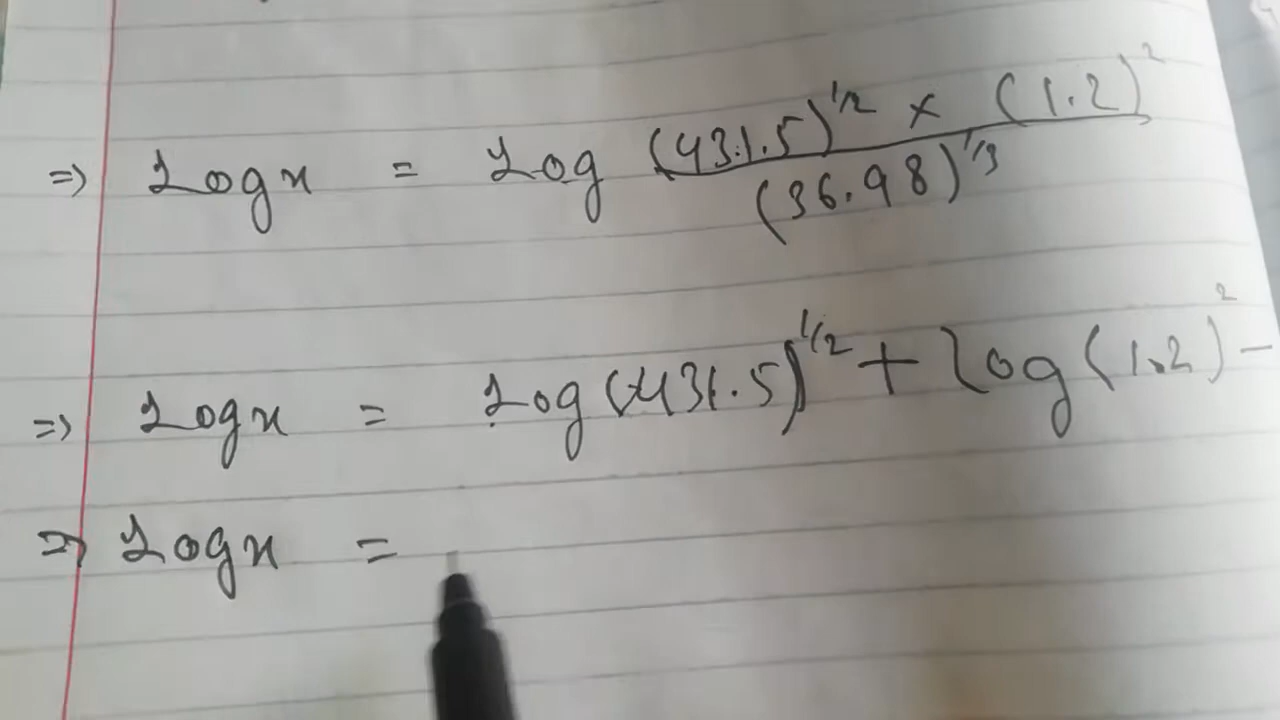 ⇒ Log x = Log (431.5)^1/2 × (1.2)^2 / (36.98)^1/3
⇒ Log x = Log (431.5)^1/2 + log (1.2)^2 -
⇒ Log x =